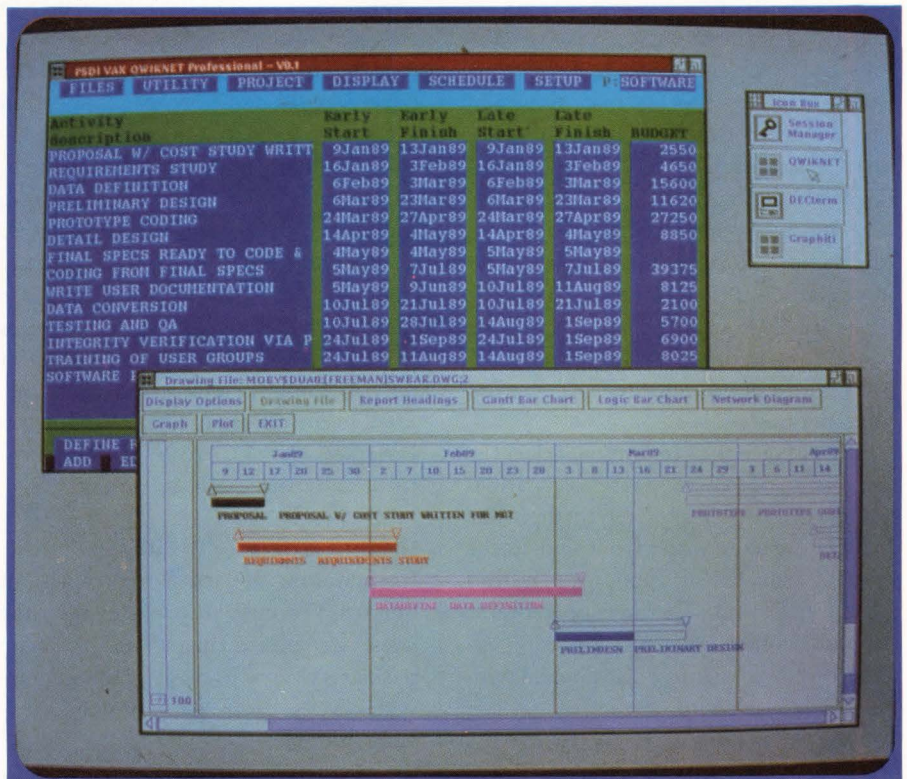 PSDI VAX QWIKNET Professional - V0.1
FILES UTILITY PROJECT DISPLAY SCHEDULE SETUP P:SOFTWARE
Activity description Early Start Early Finish Late Start Late Finish BUDGET
PROPOSAL W/ COST STUDY WRITT 9Jan89 13Jan89 9Jan89 13Jan89 2550
REQUIREMENTS STUDY 16Jan89 3Feb89 16Jan89 3Feb89 4650
DATA DEFINITION 6Feb89 3Mar89 6Feb89 3Mar89 15600
PRELIMINARY DESIGN 6Mar89 23Mar89 6Mar89 23Mar89 11620
PROTOTYPE CODING 24Mar89 27Apr89 24Mar89 27Apr89 27250
DETAIL DESIGN 14Apr89 4May89 14Apr89 4May89 8850
FINAL SPECS READY TO CODE & 4May89 4May89 5May89 5May89
CODING FROM FINAL SPECS 5May89 7Jul89 5May89 7Jul89 39375
WRITE USER DOCUMENTATION 5May89 9Jun89 10Jul89 11Aug89 8125
DATA CONVERSION 10Jul89 21Jul89 10Jul89 21Jul89 2100
TESTING AND QA 10Jul89 28Jul89 14Aug89 1Sep89 5700
INTEGRITY VERIFICATION VIA P 24Jul89 1Sep89 24Jul89 1Sep89 6900
TRAINING OF USER GROUPS 24Jul89 11Aug89 14Aug89 1Sep89 8025
SOFTWARE
DEFINE
ADD ED
Icon Box
Session Manager
QWIKNET
DECterm
Graphiti
Drawing File: MOBY$DUA0:[FREEMAN]SWBAR.DWG;2
Display Options Drawing File Report Headings Gantt Bar Chart Logic Bar Chart Network Diagram
Graph Plot EXIT
Jan89 Feb89 Mar89 Apr89
9 12 17 20 25 30 2 7 10 15 20 23 28 3 8 13 16 21 24 29 3 6 11 14
PROPOSAL PROPOSAL W/ COST STUDY WRITTEN FOR MGT
PROTOTYPE
REQUIREMENTS STUDY
DATA DEFINITION
PRELIMDESN PRELIMINARY DESIGN
100